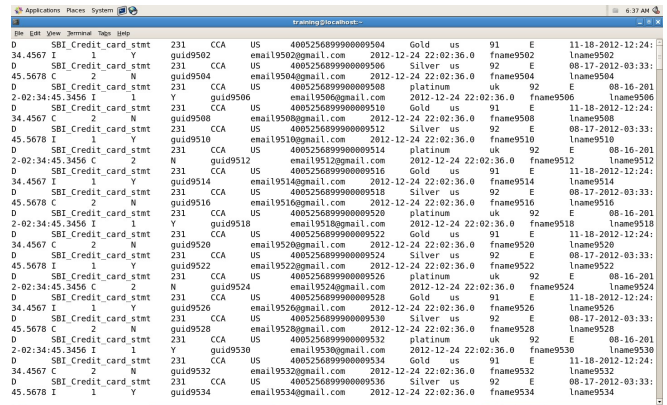 Applications Places System 6:37 AM
training@localhost:~
File Edit View Terminal Tabs Help
D SBI_Credit_card_stmt 231 CCA US 4005256899900009504 Gold us 91 E 11-18-2012-12:24:
34.4567 I 1 Y guid9502 email9502@gmail.com 2012-12-24 22:02:36.0 fname9502 lname9502
D SBI_Credit_card_stmt 231 CCA US 4005256899900009506 Silver us 92 E 08-17-2012-03:33:
45.5678 C 2 N guid9504 email9504@gmail.com 2012-12-24 22:02:36.0 fname9504 lname9504
D SBI_Credit_card_stmt 231 CCA US 4005256899900009508 platinum uk 92 E 08-16-201
2-02:34:45.3456 I 1 Y guid9506 email9506@gmail.com 2012-12-24 22:02:36.0 fname9506 lname9506
D SBI_Credit_card_stmt 231 CCA US 4005256899900009510 Gold us 91 E 11-18-2012-12:24:
34.4567 C 2 N guid9508 email9508@gmail.com 2012-12-24 22:02:36.0 fname9508 lname9508
D SBI_Credit_card_stmt 231 CCA US 4005256899900009512 Silver us 92 E 08-17-2012-03:33:
45.5678 I 1 Y guid9510 email9510@gmail.com 2012-12-24 22:02:36.0 fname9510 lname9510
D SBI_Credit_card_stmt 231 CCA US 4005256899900009514 platinum uk 92 E 08-16-201
2-02:34:45.3456 C 2 N guid9512 email9512@gmail.com 2012-12-24 22:02:36.0 fname9512 lname9512
D SBI_Credit_card_stmt 231 CCA US 4005256899900009516 Gold us 91 E 11-18-2012-12:24:
34.4567 I 1 Y guid9514 email9514@gmail.com 2012-12-24 22:02:36.0 fname9514 lname9514
D SBI_Credit_card_stmt 231 CCA US 4005256899900009518 Silver us 92 E 08-17-2012-03:33:
45.5678 C 2 N guid9516 email9516@gmail.com 2012-12-24 22:02:36.0 fname9516 lname9516
D SBI_Credit_card_stmt 231 CCA US 4005256899900009520 platinum uk 92 E 08-16-201
2-02:34:45.3456 I 1 Y guid9518 email9518@gmail.com 2012-12-24 22:02:36.0 fname9518 lname9518
D SBI_Credit_card_stmt 231 CCA US 4005256899900009522 Gold us 91 E 11-18-2012-12:24:
34.4567 C 2 N guid9520 email9520@gmail.com 2012-12-24 22:02:36.0 fname9520 lname9520
D SBI_Credit_card_stmt 231 CCA US 4005256899900009524 Silver us 92 E 08-17-2012-03:33:
45.5678 I 1 Y guid9522 email9522@gmail.com 2012-12-24 22:02:36.0 fname9522 lname9522
D SBI_Credit_card_stmt 231 CCA US 4005256899900009526 platinum uk 92 E 08-16-201
2-02:34:45.3456 C 2 N guid9524 email9524@gmail.com 2012-12-24 22:02:36.0 fname9524 lname9524
D SBI_Credit_card_stmt 231 CCA US 4005256899900009528 Gold us 91 E 11-18-2012-12:24:
34.4567 I 1 Y guid9526 email9526@gmail.com 2012-12-24 22:02:36.0 fname9526 lname9526
D SBI_Credit_card_stmt 231 CCA US 4005256899900009530 Silver us 92 E 08-17-2012-03:33:
45.5678 C 2 N guid9528 email9528@gmail.com 2012-12-24 22:02:36.0 fname9528 lname9528
D SBI_Credit_card_stmt 231 CCA US 4005256899900009532 platinum uk 92 E 08-16-201
2-02:34:45.3456 I 1 Y guid9530 email9530@gmail.com 2012-12-24 22:02:36.0 fname9530 lname9530
D SBI_Credit_card_stmt 231 CCA US 4005256899900009534 Gold us 91 E 11-18-2012-12:24:
34.4567 C 2 N guid9532 email9532@gmail.com 2012-12-24 22:02:36.0 fname9532 lname9532
D SBI_Credit_card_stmt 231 CCA US 4005256899900009536 Silver us 92 E 08-17-2012-03:33:
45.5678 I 1 Y guid9534 email9534@gmail.com 2012-12-24 22:02:36.0 fname9534 lname9534